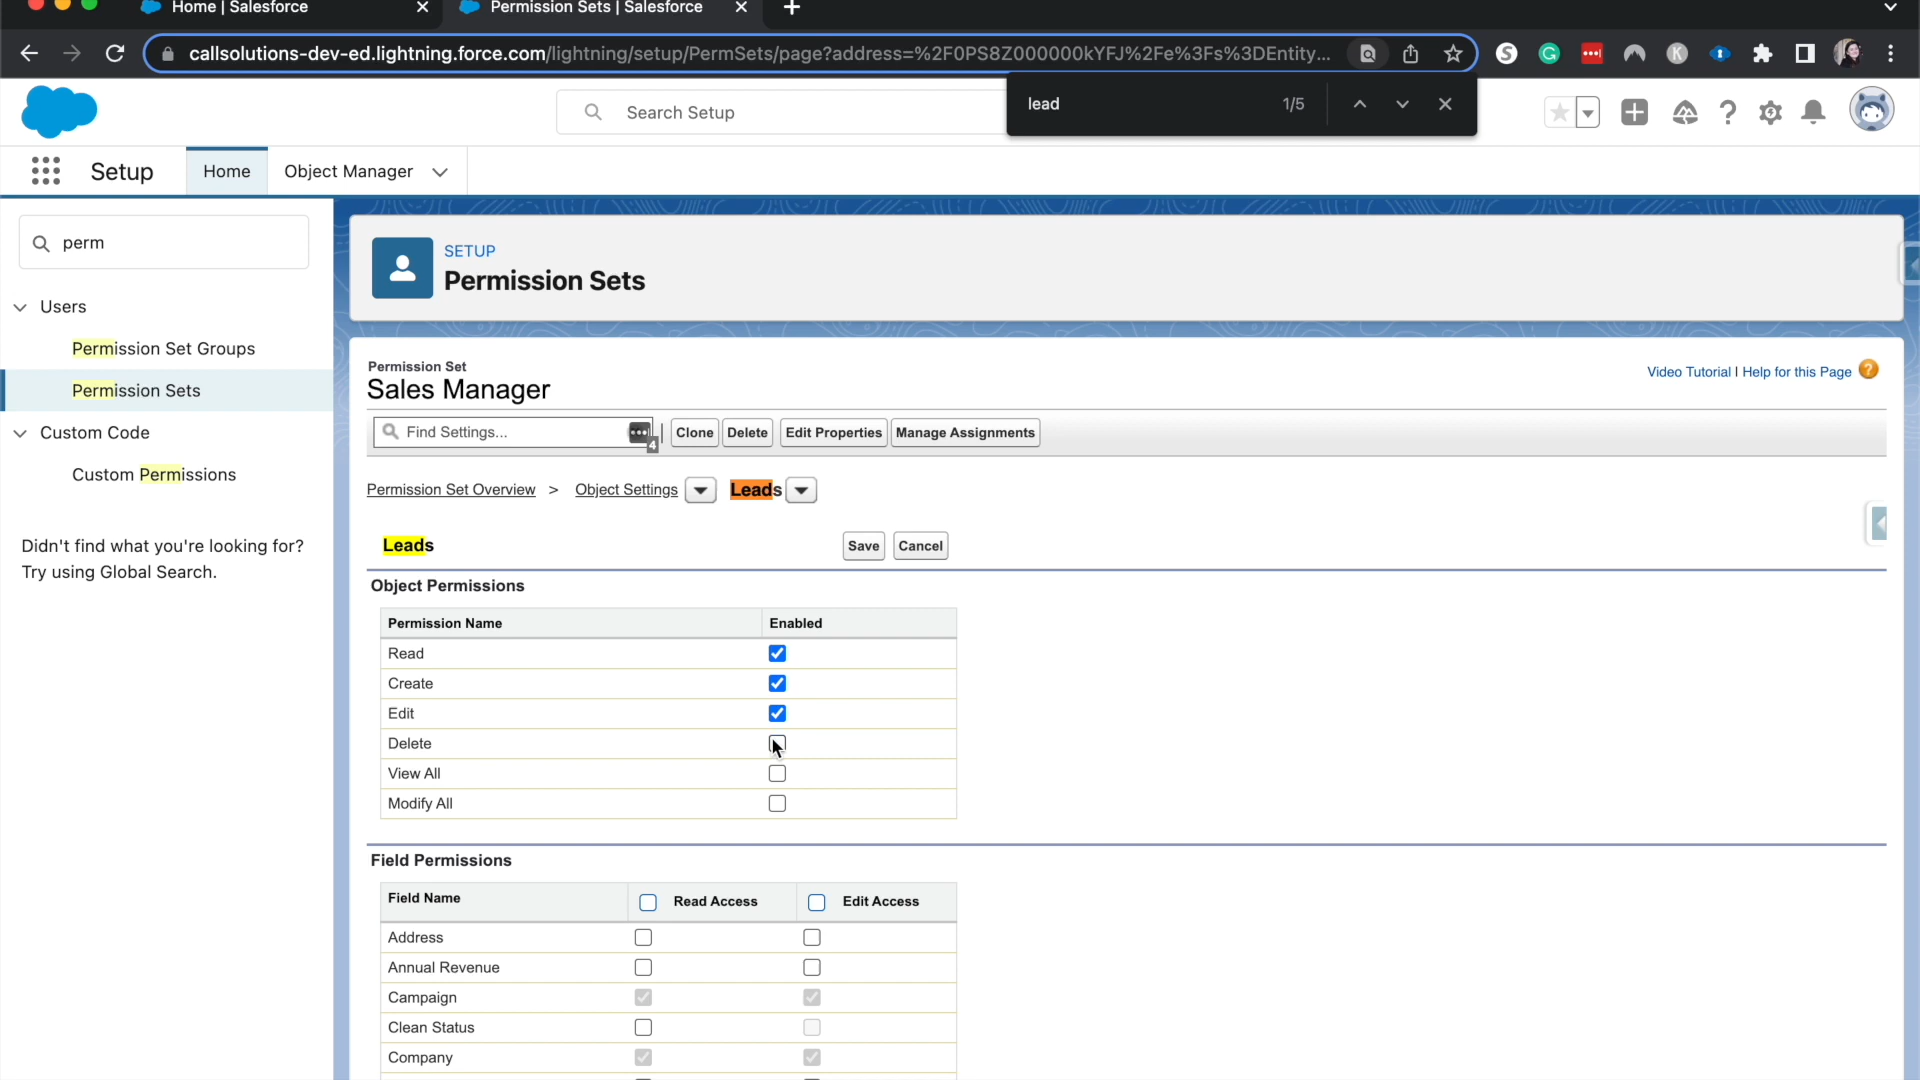 Home | Salesforce
Permission Sets | Salesforce
callsolutions-dev-ed.lightning.force.com/lightning/setup/PermSets/page?address=%2F0PS8Z000000kYFJ%2Fe%3Fs%3DEntity...
lead 1/5
Search Setup
Setup
Home
Object Manager
perm
Users
Permission Set Groups
Permission Sets
Custom Code
Custom Permissions
Didn't find what you're looking for?
Try using Global Search.
SETUP
Permission Sets
Permission Set
Sales Manager
Video Tutorial | Help for this Page ?
Find Settings... 4 | Clone Delete Edit Properties Manage Assignments
Permission Set Overview > Object Settings Leads
Leads Save Cancel
Object Permissions
Permission Name Enabled
Read
Create
Edit
Delete
View All
Modify All
Field Permissions
Field Name Read Access Edit Access
Address
Annual Revenue
Campaign
Clean Status
Company